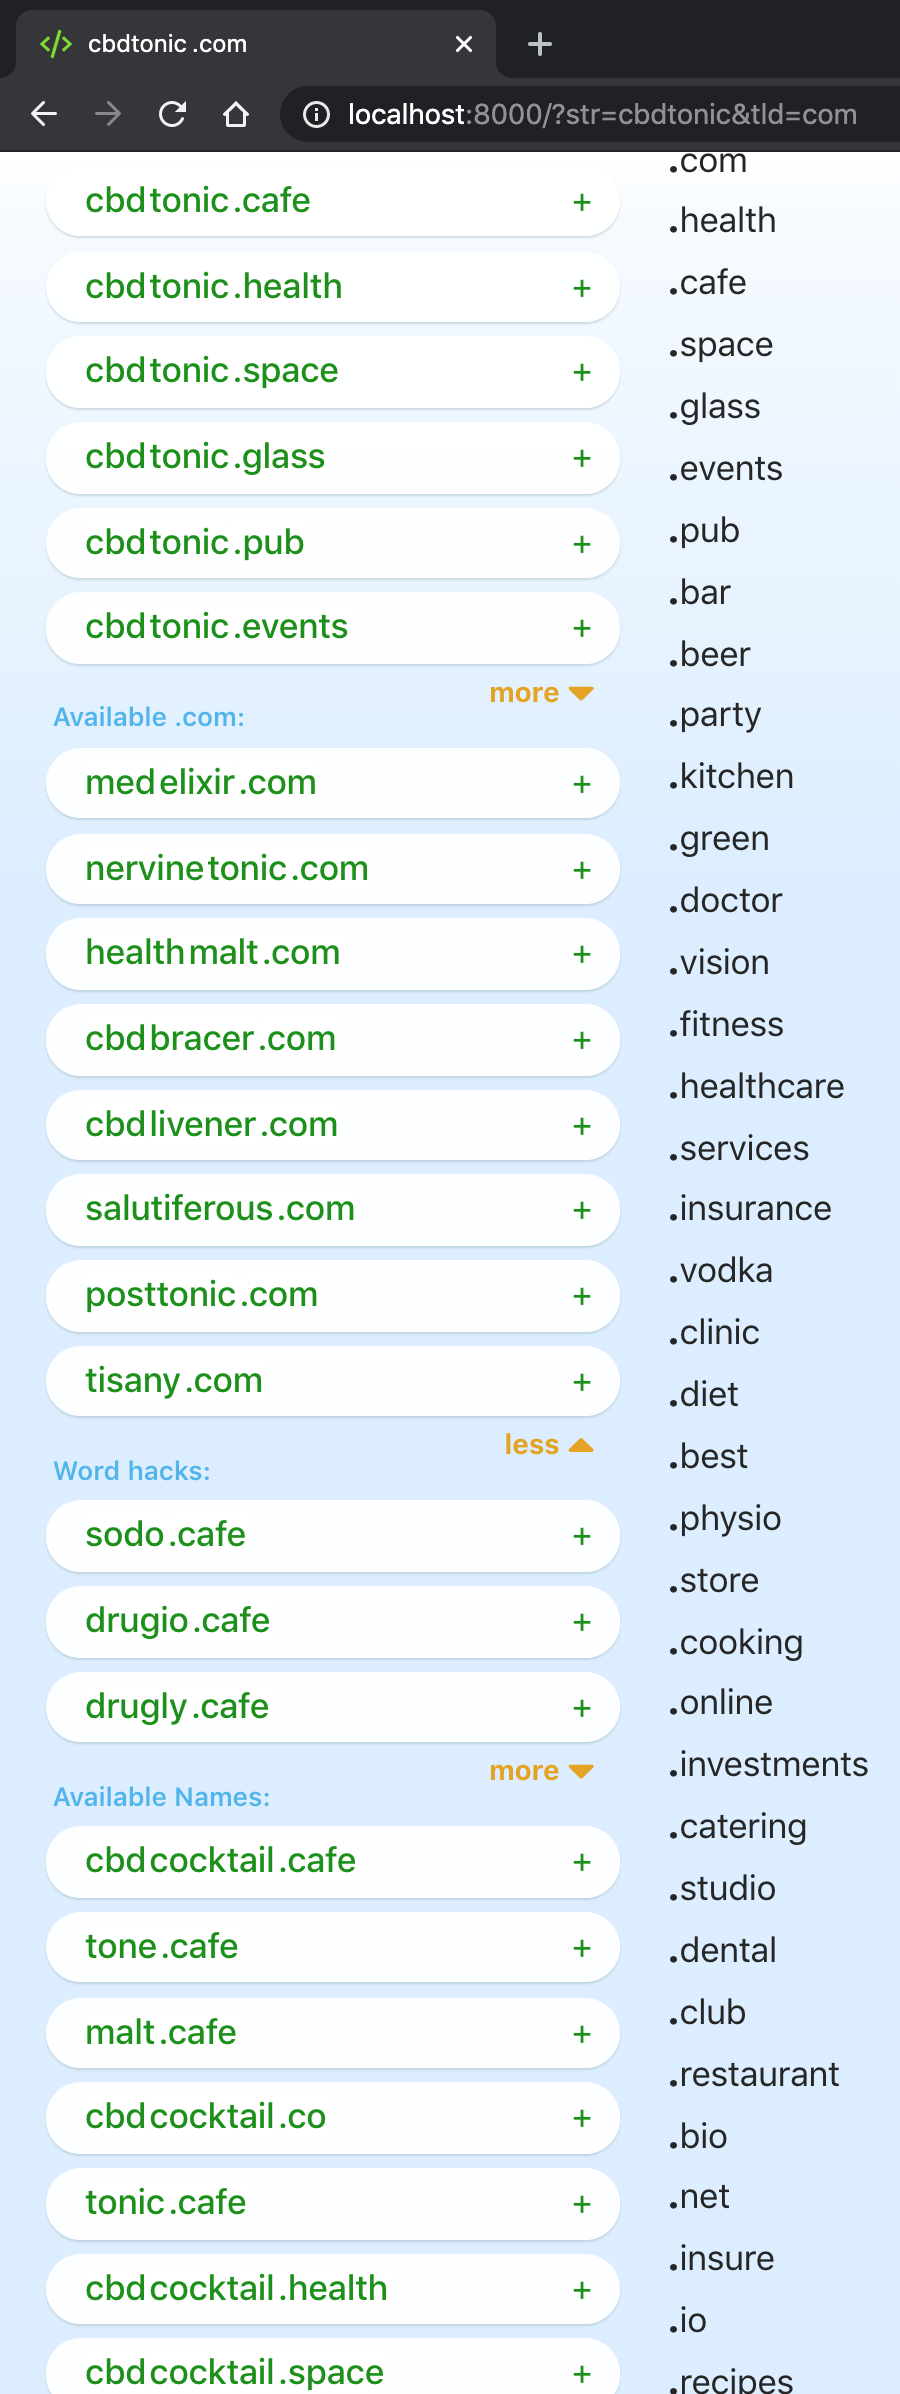 cbdtonic .com
localhost:8000/?str=cbdtonic&tld=com
cbdtonic.cafe +
cbdtonic.health +
cbdtonic.space +
cbdtonic.glass +
cbdtonic.pub +
cbdtonic.events +
more
Available .com:
medelixir.com +
nervinetonic.com +
healthmalt.com +
cbdbracer.com +
cbdlivener.com +
salutiferous.com +
posttonic.com +
tisany.com +
less
Word hacks:
sodo.cafe +
drugio.cafe +
drugly.cafe +
more
Available Names:
cbdcocktail.cafe +
tone.cafe +
malt.cafe +
cbdcocktail.co +
tonic.cafe +
cbdcocktail.health +
cbdcocktail.space +
.com
.health
.cafe
.space
.glass
.events
.pub
.bar
.beer
.party
.kitchen
.green
.doctor
.vision
.fitness
.healthcare
.services
.insurance
.vodka
.clinic
.diet
.best
.physio
.store
.cooking
.online
.investments
.catering
.studio
.dental
.club
.restaurant
.bio
.net
.insure
.io
.recipes